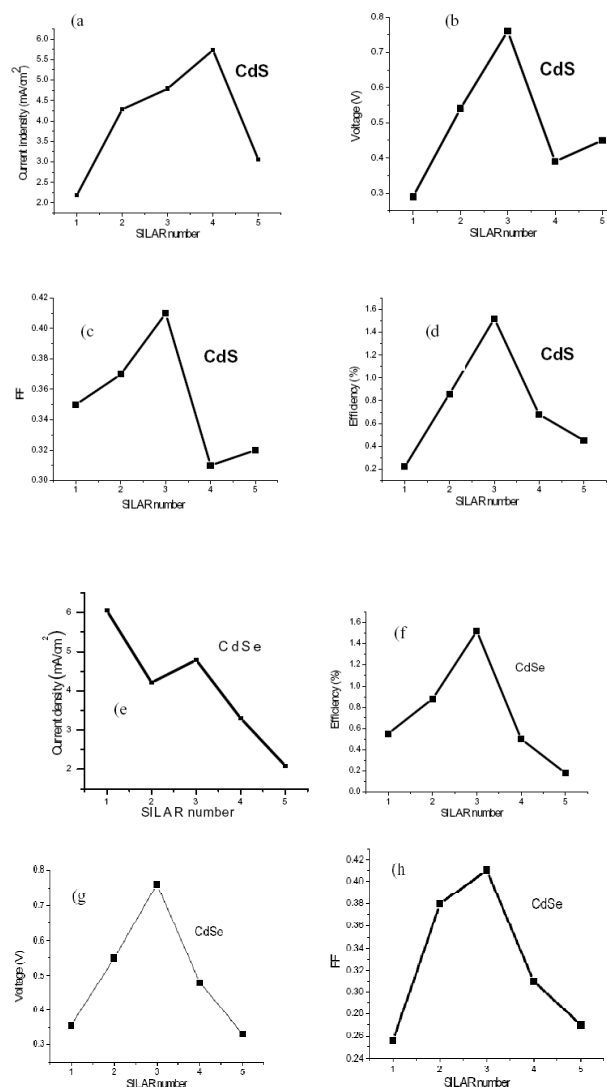 (a
CdS
Current indensity (mA/cm²)
6.0
5.5
5.0
4.5
4.0
3.5
3.0
2.5
2.0
1 2 3 4 5
SILAR number
(b
CdS
Voltage (V)
0.8
0.7
0.6
0.5
0.4
0.3
1 2 3 4 5
SILAR number
(c
CdS
FF
0.42
0.40
0.38
0.36
0.34
0.32
0.30
1 2 3 4 5
SILAR number
(d
CdS
Efficiency (%)
1.6
1.4
1.2
1.0
0.8
0.6
0.4
0.2
1 2 3 4 5
SILAR number
(e
CdSe
Current density (mA/cm²)
6
5
4
3
2
1 2 3 4 5
SILAR number
(f
CdSe
Efficiency (%)
1.6
1.4
1.2
1.0
0.8
0.6
0.4
0.2
0.0
1 2 3 4 5
SILAR number
(g
CdSe
Voltage (V)
0.8
0.7
0.6
0.5
0.4
0.3
1 2 3 4 5
SILAR number
(h
CdSe
FF
0.42
0.40
0.38
0.36
0.34
0.32
0.30
0.28
0.26
0.24
1 2 3 4 5
SILAR number